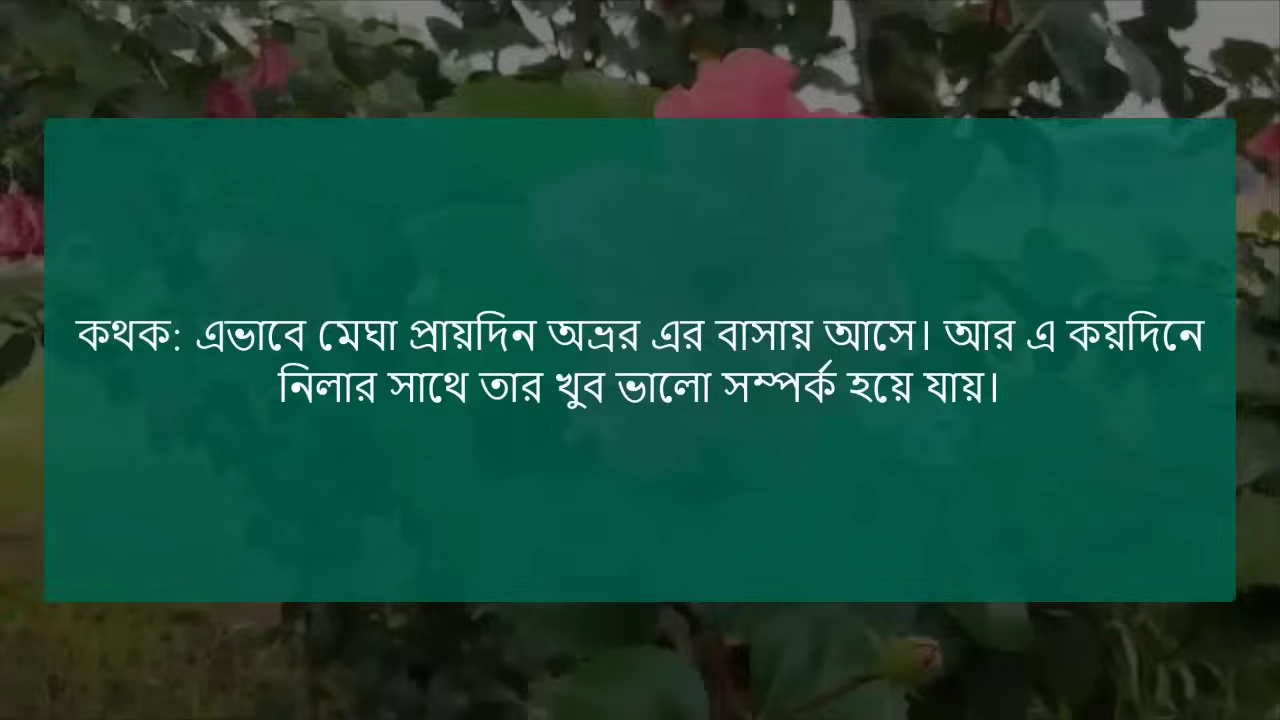 কথক: এভাবে মেঘা প্রায়দিন অভ্রর এর বাসায় আসে। আর এ কয়দিনে
নিলার সাথে তার খুব ভালো সম্পর্ক হয়ে যায়।